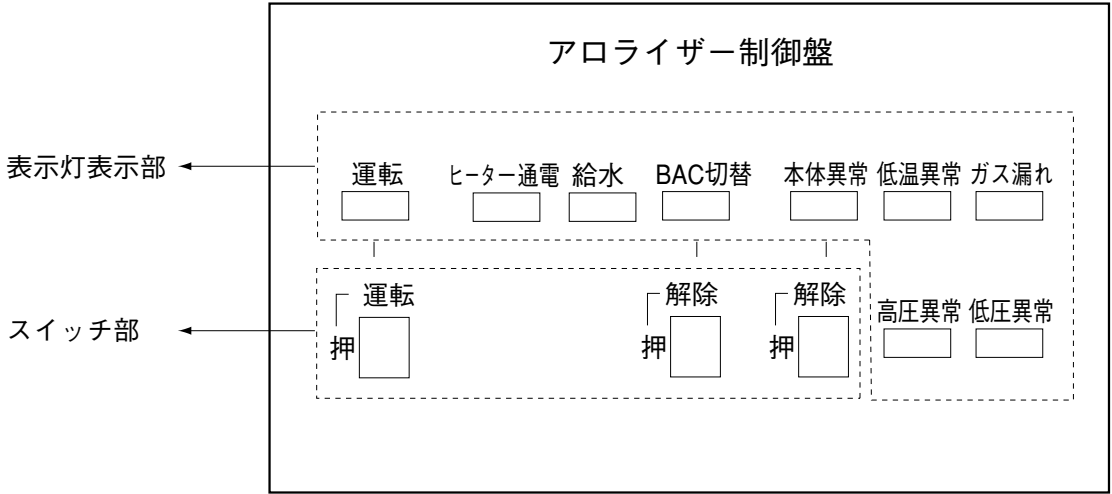 アロライザー制御盤
表示灯表示部
運転 ヒーター通電 給水 BAC切替 本体異常 低温異常 ガス漏れ
スイッチ部
運転 解除 解除
押 押 押
高圧異常 低圧異常